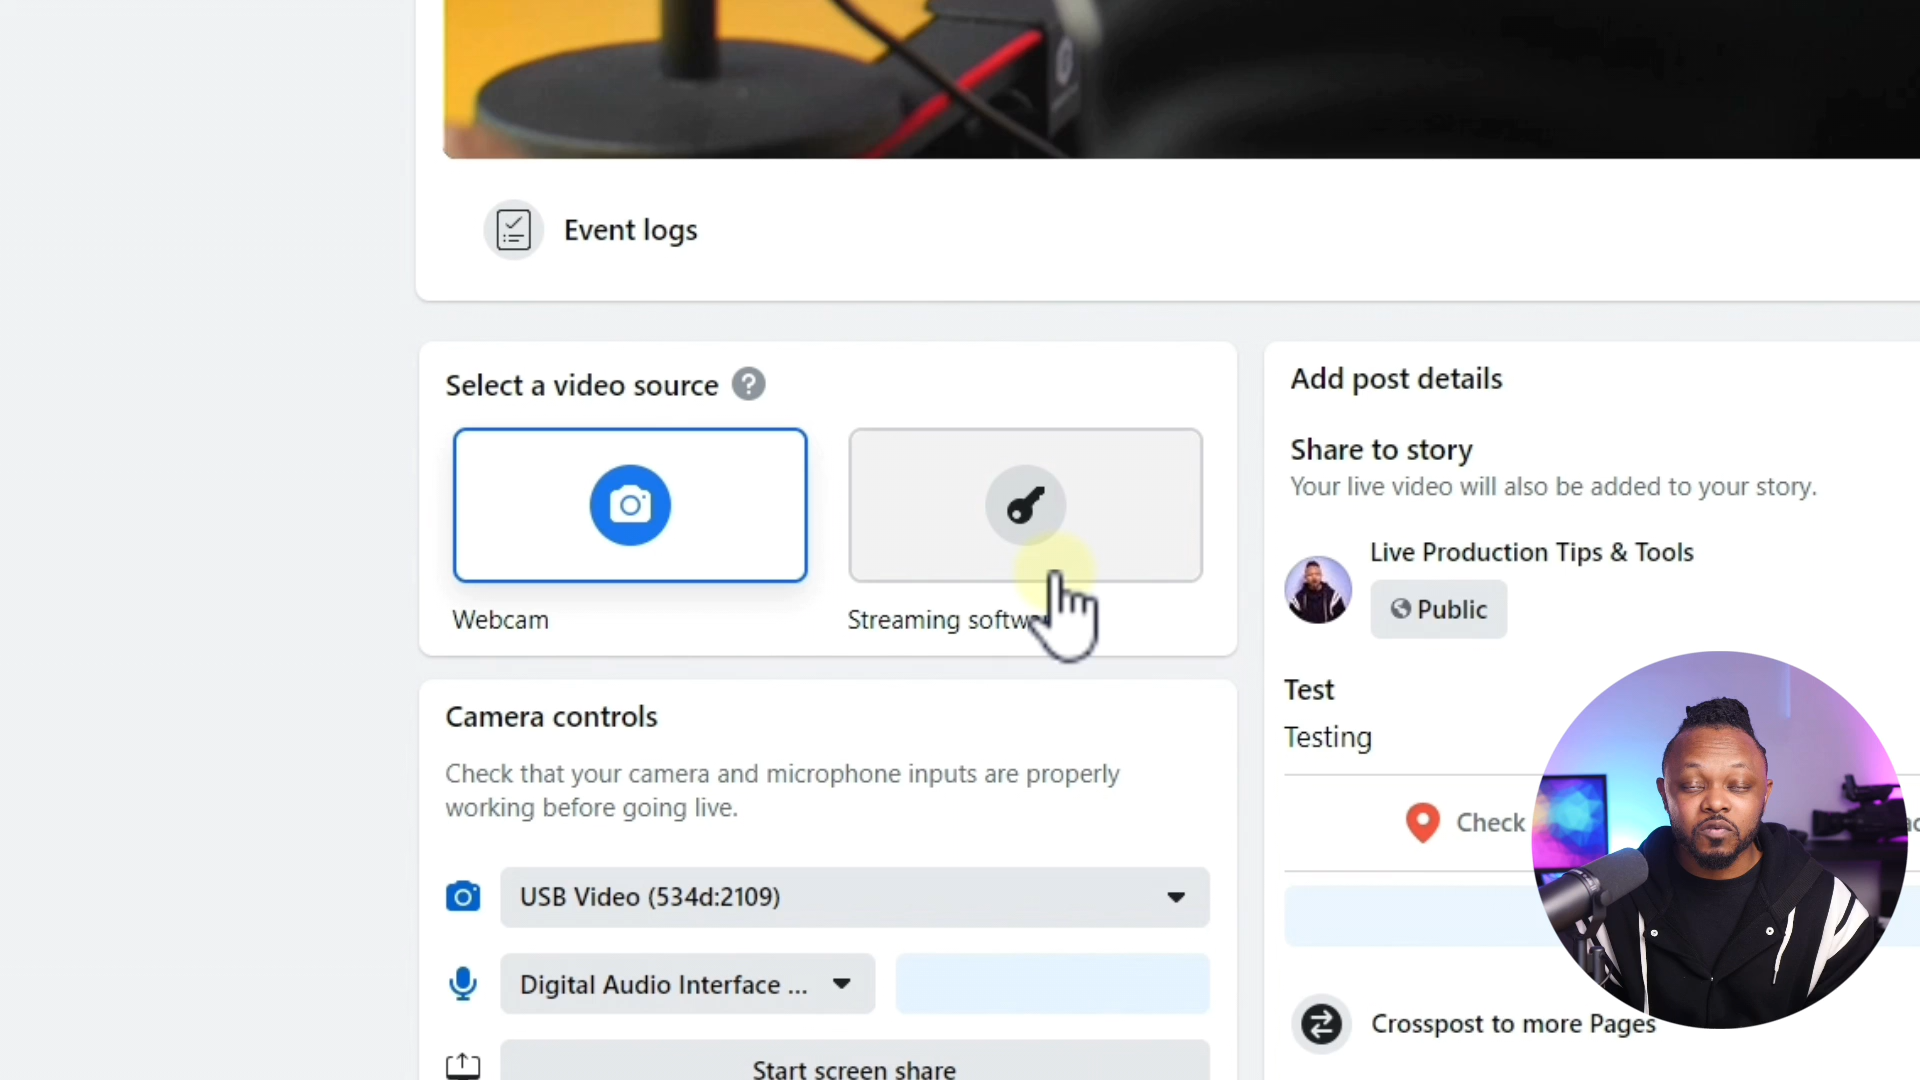 Event logs
Select a video source
Webcam
Streaming softw
Camera controls
Check that your camera and microphone inputs are properly
working before going live.
USB Video (534d:2109)
Digital Audio Interface ...
Start screen share
Add post details
Share to story
Your live video will also be added to your story.
Live Production Tips & Tools
Public
Test
Testing
Check
Crosspost to more Pages